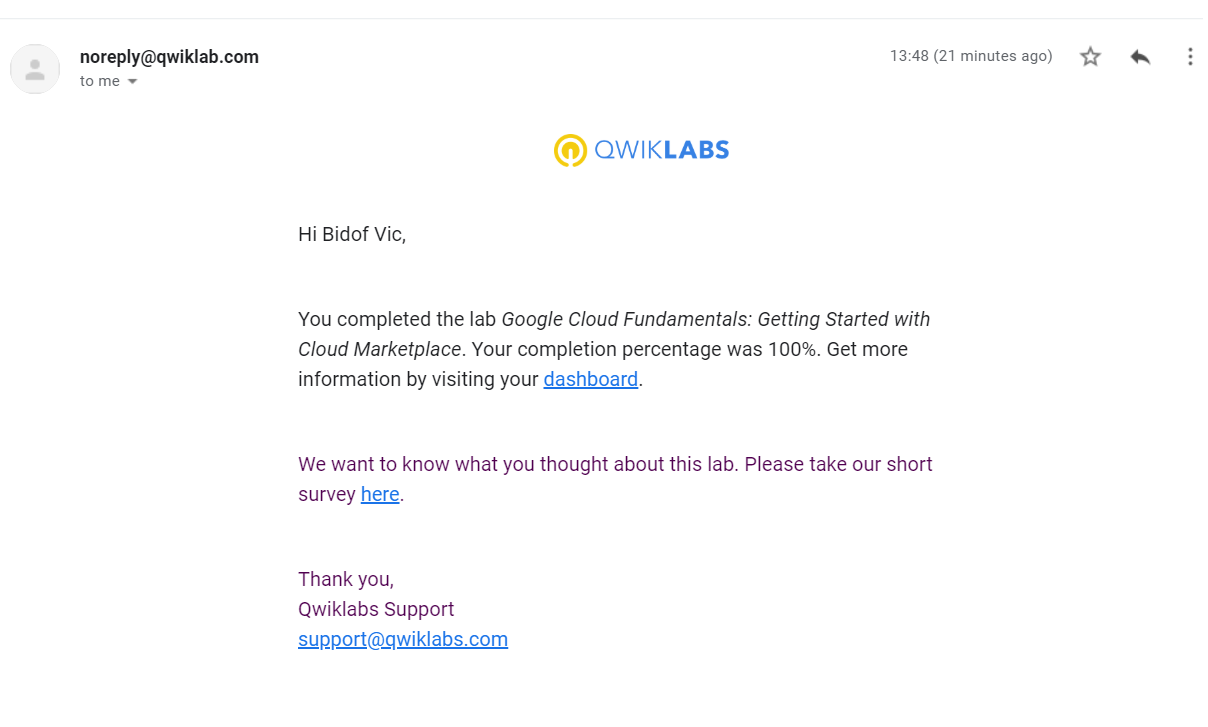 noreply@qwiklab.com
13:48 (21 minutes ago)
to me
QWIKLABS
Hi Bidof Vic,
You completed the lab Google Cloud Fundamentals: Getting Started with
Cloud Marketplace. Your completion percentage was 100%. Get more
information by visiting your dashboard.
We want to know what you thought about this lab. Please take our short
survey here.
Thank you,
Qwiklabs Support
support@qwiklabs.com